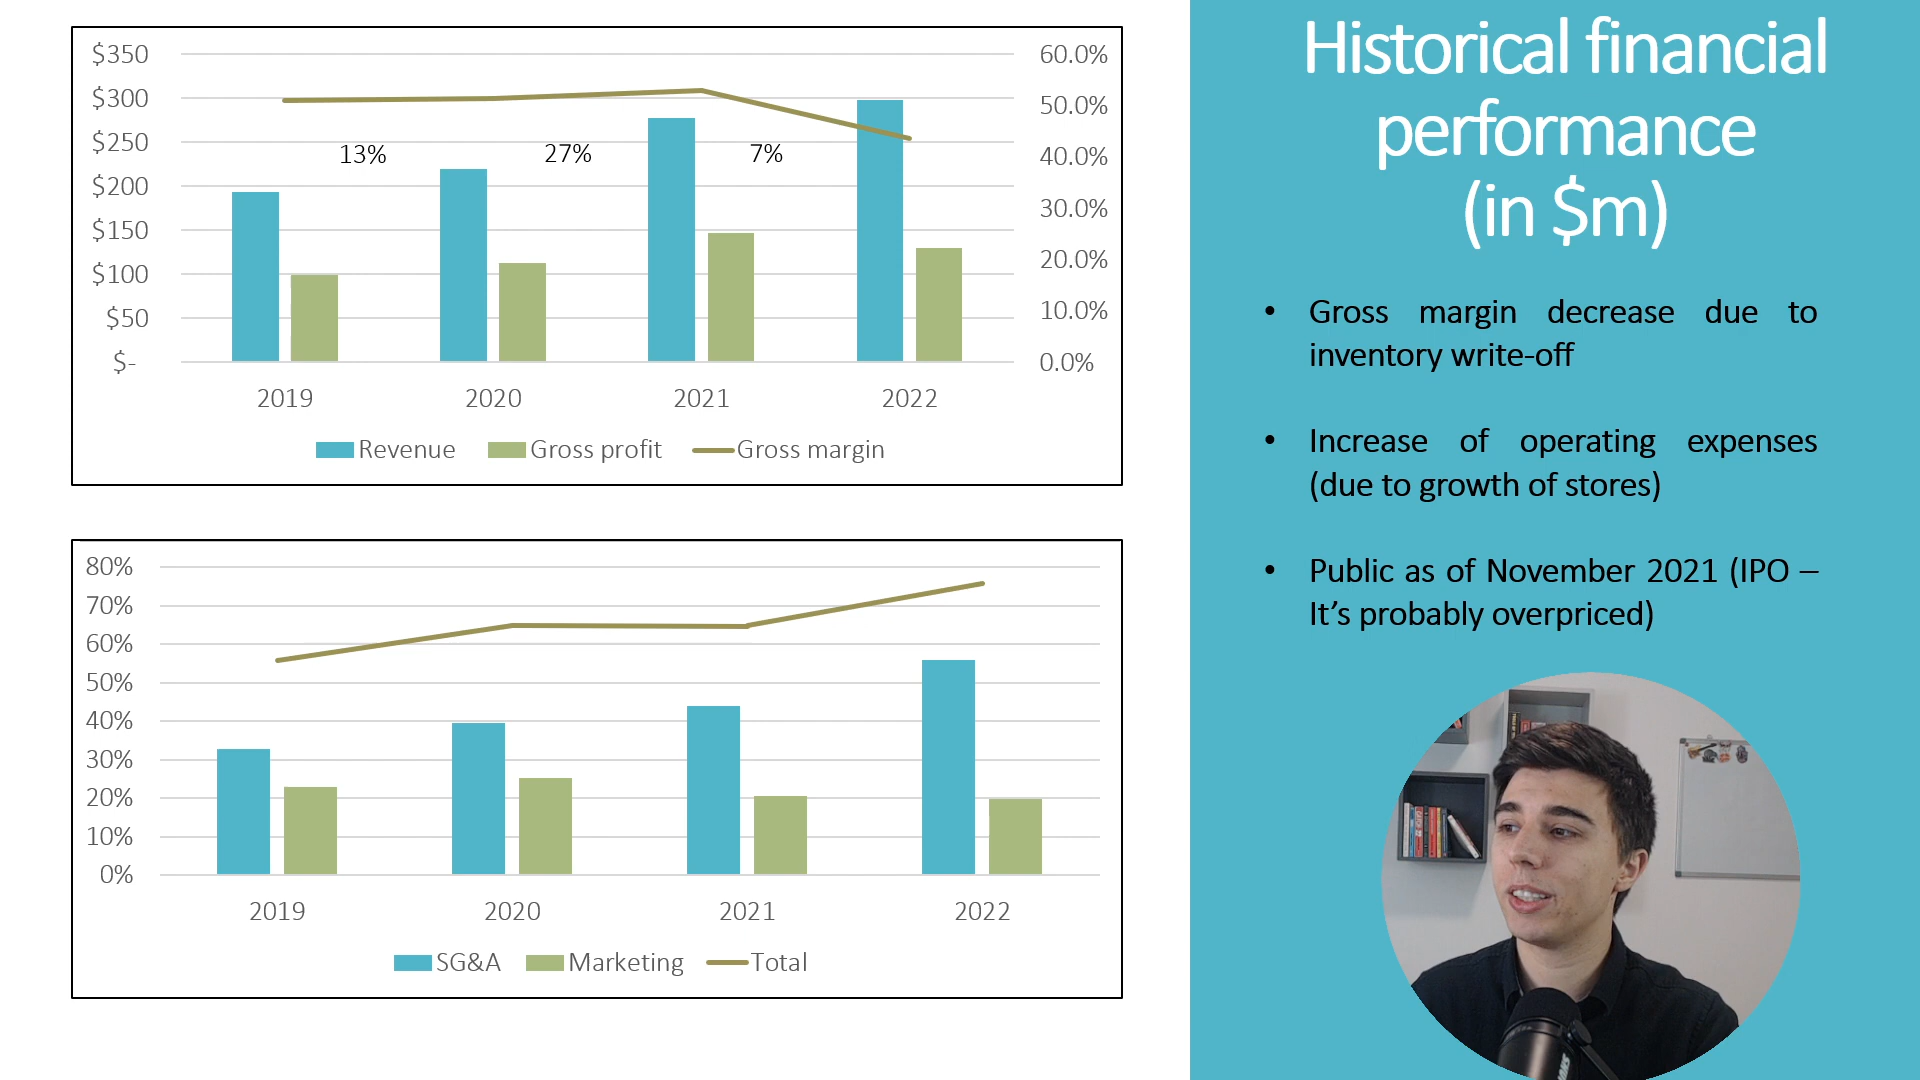 $350
$300
$250
$200
$150
$100
$50
$-
60.0%
50.0%
40.0%
30.0%
20.0%
10.0%
0.0%
13%
27%
7%
2019 2020 2021 2022
Revenue Gross profit Gross margin
80%
70%
60%
50%
40%
30%
20%
10%
0%
2019 2020 2021 2022
SG&A Marketing Total
Historical financial
performance
(in $m)
• Gross margin decrease due to
inventory write-off
• Increase of operating expenses
(due to growth of stores)
• Public as of November 2021 (IPO –
It’s probably overpriced)